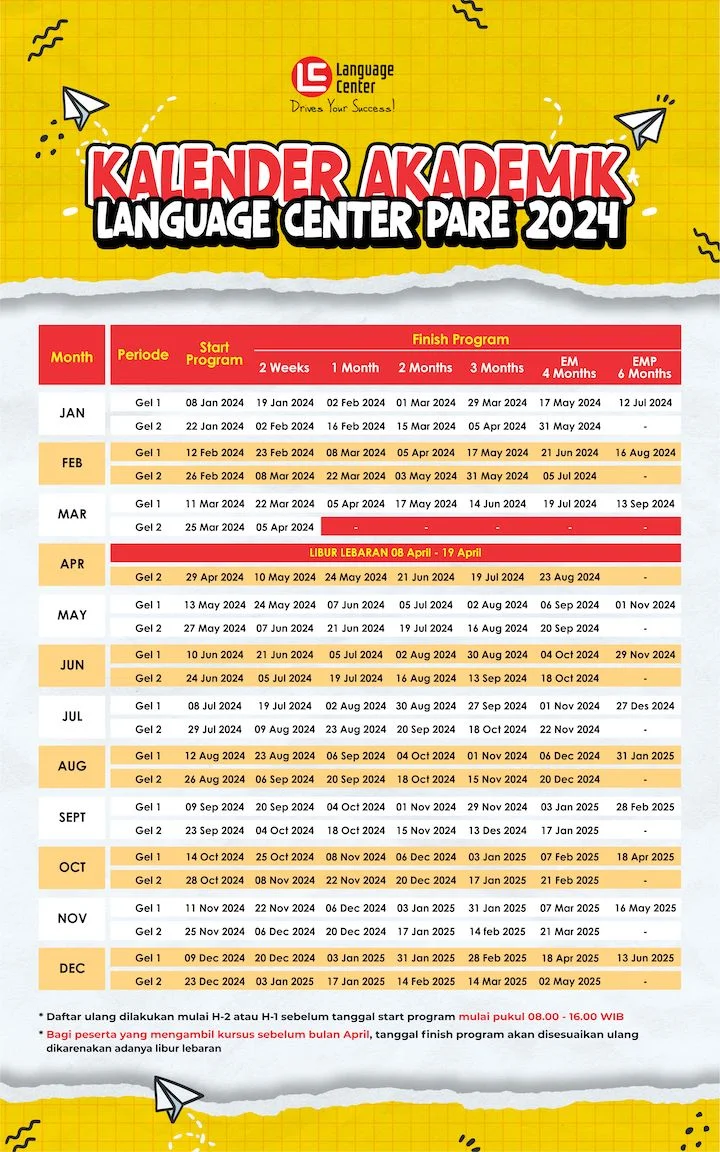 LC Language
Center
Drives Your Success!
KALENDER AKADEMIK
LANGUAGE CENTER PARE 2024
Month Periode Start Program Finish Program
2 Weeks 1 Month 2 Months 3 Months EM 4 Months EMP 6 Months
JAN
Gel 1 08 Jan 2024 19 Jan 2024 02 Feb 2024 01 Mar 2024 29 Mar 2024 17 May 2024 12 Jul 2024
Gel 2 22 Jan 2024 02 Feb 2024 16 Feb 2024 15 Mar 2024 05 Apr 2024 31 May 2024 -
FEB
Gel 1 12 Feb 2024 23 Feb 2024 08 Mar 2024 05 Apr 2024 17 May 2024 21 Jun 2024 16 Aug 2024
Gel 2 26 Feb 2024 08 Mar 2024 22 Mar 2024 03 May 2024 31 May 2024 05 Jul 2024 -
MAR
Gel 1 11 Mar 2024 22 Mar 2024 05 Apr 2024 17 May 2024 14 Jun 2024 19 Jul 2024 13 Sep 2024
Gel 2 25 Mar 2024 05 Apr 2024 - - - - -
APR
LIBUR LEBARAN 08 April - 19 April
Gel 2 29 Apr 2024 10 May 2024 24 May 2024 21 Jun 2024 19 Jul 2024 23 Aug 2024 -
MAY
Gel 1 13 May 2024 24 May 2024 07 Jun 2024 05 Jul 2024 02 Aug 2024 06 Sep 2024 01 Nov 2024
Gel 2 27 May 2024 07 Jun 2024 21 Jun 2024 19 Jul 2024 16 Aug 2024 20 Sep 2024 -
JUN
Gel 1 10 Jun 2024 21 Jun 2024 05 Jul 2024 02 Aug 2024 30 Aug 2024 04 Oct 2024 29 Nov 2024
Gel 2 24 Jun 2024 05 Jul 2024 19 Jul 2024 16 Aug 2024 13 Sep 2024 18 Oct 2024 -
JUL
Gel 1 08 Jul 2024 19 Jul 2024 02 Aug 2024 30 Aug 2024 27 Sep 2024 01 Nov 2024 27 Des 2024
Gel 2 29 Jul 2024 09 Aug 2024 23 Aug 2024 20 Sep 2024 18 Oct 2024 22 Nov 2024 -
AUG
Gel 1 12 Aug 2024 23 Aug 2024 06 Sep 2024 04 Oct 2024 01 Nov 2024 06 Dec 2024 31 Jan 2025
Gel 2 26 Aug 2024 06 Sep 2024 20 Sep 2024 18 Oct 2024 15 Nov 2024 20 Dec 2024 -
SEPT
Gel 1 09 Sep 2024 20 Sep 2024 04 Oct 2024 01 Nov 2024 29 Nov 2024 03 Jan 2025 28 Feb 2025
Gel 2 23 Sep 2024 04 Oct 2024 18 Oct 2024 15 Nov 2024 13 Des 2024 17 Jan 2025 -
OCT
Gel 1 14 Oct 2024 25 Oct 2024 08 Nov 2024 06 Dec 2024 03 Jan 2025 07 Feb 2025 18 Apr 2025
Gel 2 28 Oct 2024 08 Nov 2024 22 Nov 2024 20 Dec 2024 17 Jan 2025 21 Feb 2025 -
NOV
Gel 1 11 Nov 2024 22 Nov 2024 06 Dec 2024 03 Jan 2025 31 Jan 2025 07 Mar 2025 16 May 2025
Gel 2 25 Nov 2024 06 Dec 2024 20 Dec 2024 17 Jan 2025 14 feb 2025 21 Mar 2025 -
DEC
Gel 1 09 Dec 2024 20 Dec 2024 03 Jan 2025 31 Jan 2025 28 Feb 2025 18 Apr 2025 13 Jun 2025
Gel 2 23 Dec 2024 03 Jan 2025 17 Jan 2025 14 Feb 2025 14 Mar 2025 02 May 2025 -
* Daftar ulang dilakukan mulai H-2 atau H-1 sebelum tanggal start program mulai pukul 08.00 - 16.00 WIB
* Bagi peserta yang mengambil kursus sebelum bulan April, tanggal finish program akan disesuaikan ulang
dikarenakan adanya libur lebaran